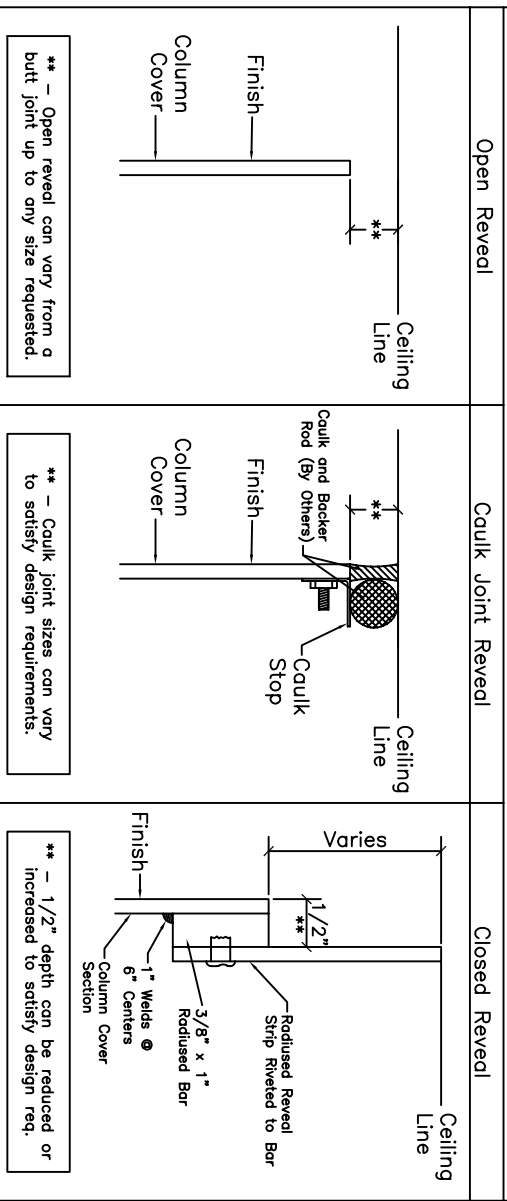 Open Reveal
Ceiling
Line
**
Finish
Column
Cover
** – Open reveal can vary from a
butt joint up to any size requested.
Caulk Joint Reveal
Ceiling
Line
**
Caulk and Backer
Rod (By Others)
Caulk
Stop
Finish
Column
Cover
** – Caulk joint sizes can vary
to satisfy design requirements.
Closed Reveal
Ceiling
Line
Varies
1/2"
**
Radiused Reveal
Strip Riveted to Bar
3/8" x 1"
Radiused Bar
1" Welds @
6" Centers
Finish
Column Cover
Section
** – 1/2" depth can be reduced or
increased to satisfy design req.